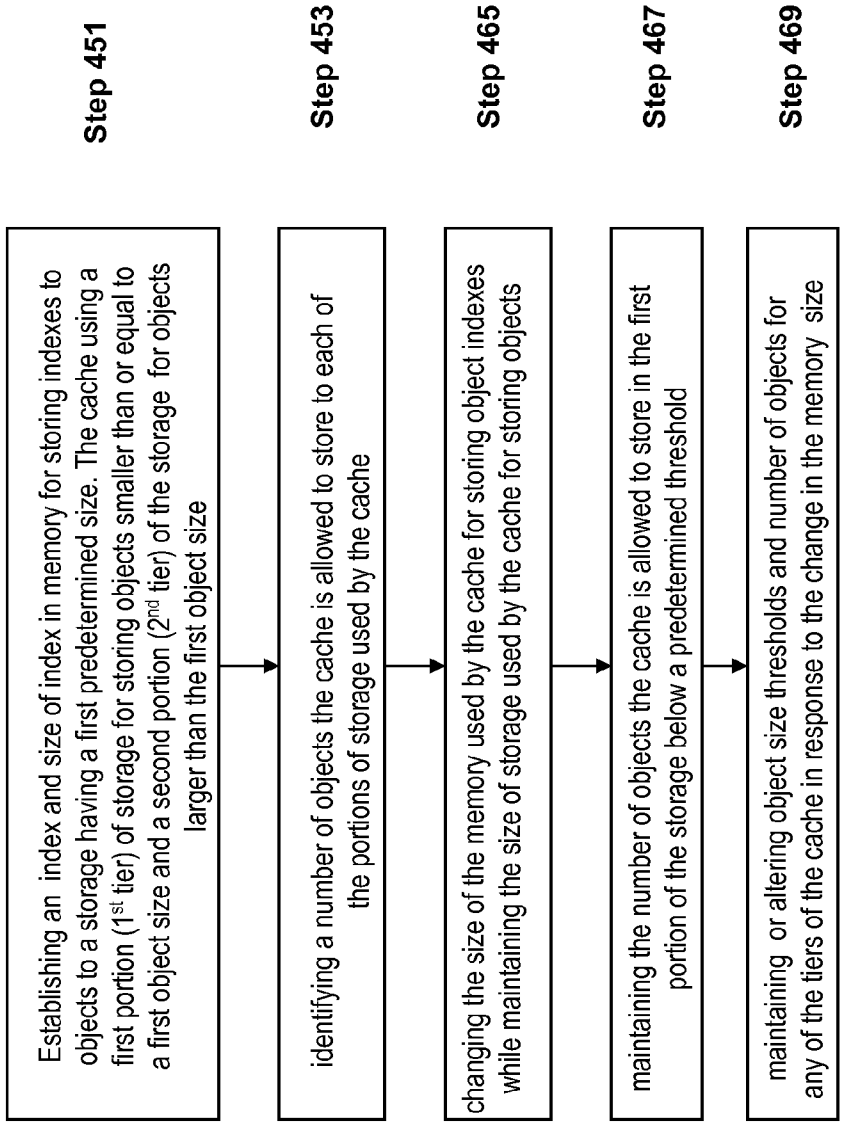 Establishing an index and size of index in memory for storing indexes to
objects to a storage having a first predetermined size. The cache using a
first portion (1st tier) of storage for storing objects smaller than or equal to
a first object size and a second portion (2nd tier) of the storage for objects
larger than the first object size
Step 451
identifying a number of objects the cache is allowed to store to each of
the portions of storage used by the cache
Step 453
changing the size of the memory used by the cache for storing object indexes
while maintaining the size of storage used by the cache for storing objects
Step 465
maintaining the number of objects the cache is allowed to store in the first
portion of the storage below a predetermined threshold
Step 467
maintaining or altering object size thresholds and number of objects for
any of the tiers of the cache in response to the change in the memory size
Step 469